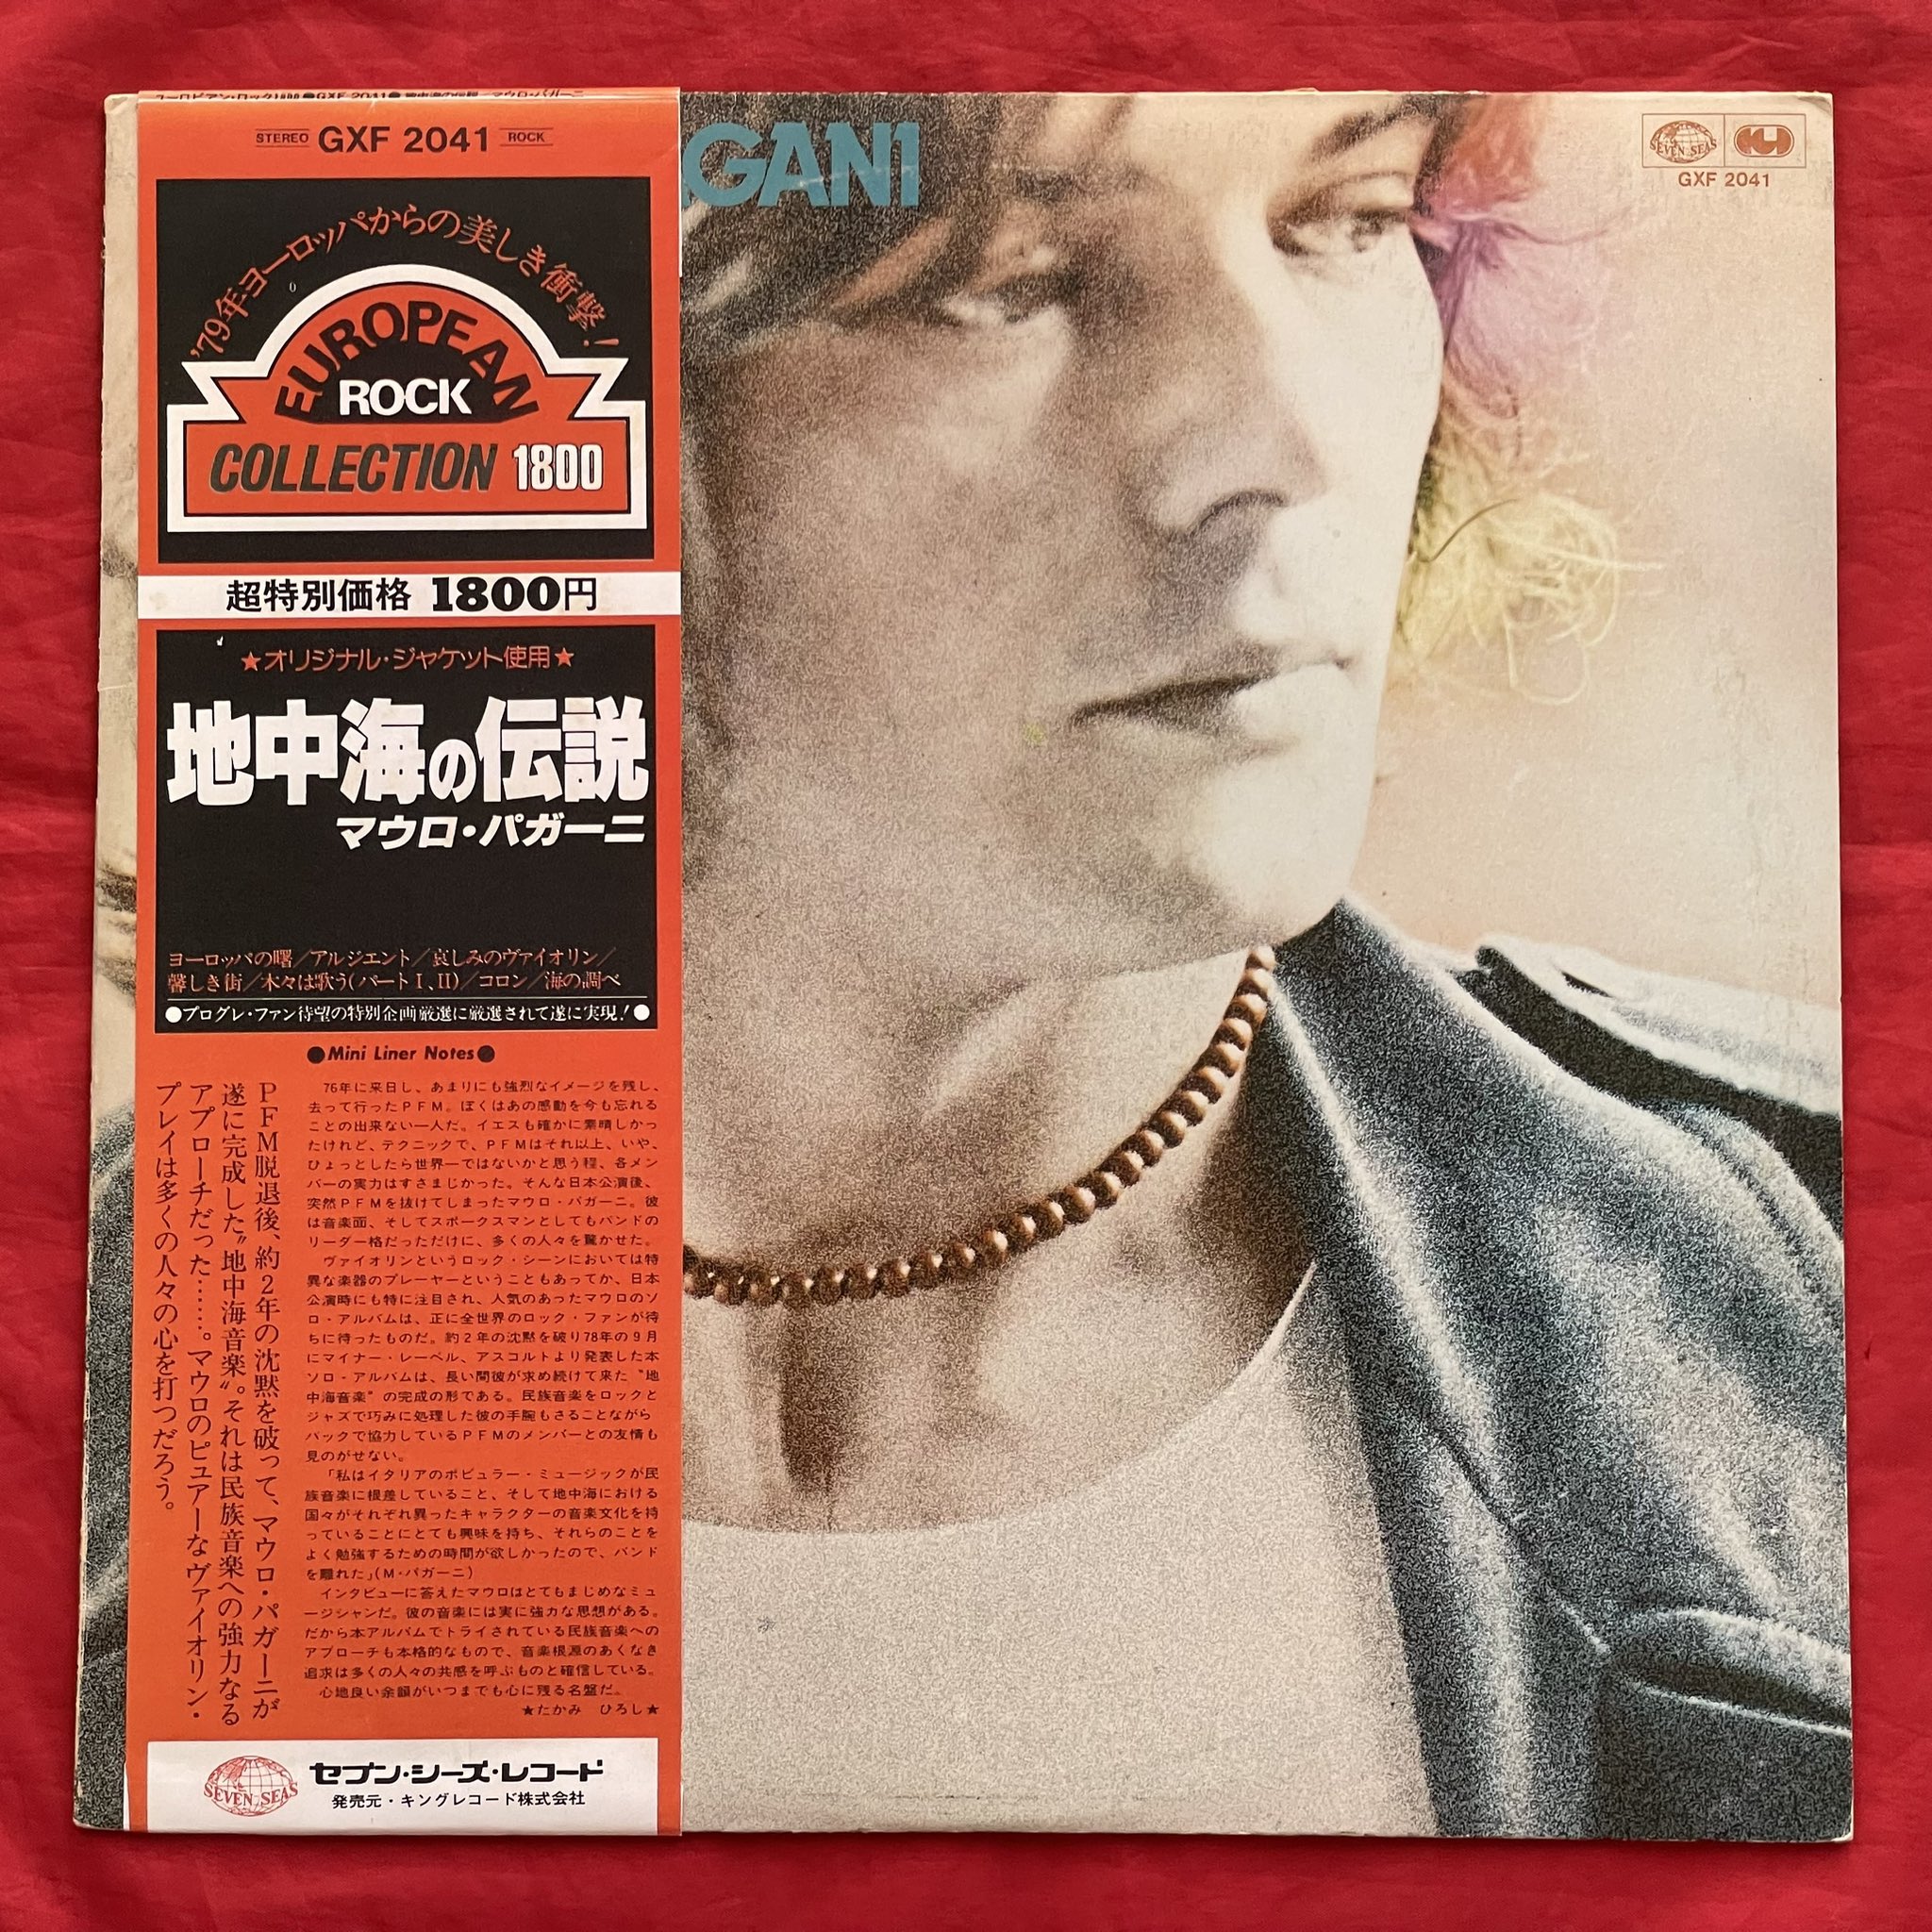 GXF 2041
STEREO GXF 2041 ROCK
'79年ヨーロッパからの美しき衝撃!
EUROPEAN
ROCK
COLLECTION 1800
超特別価格 1800円
★オリジナル・ジャケット使用★
地中海の伝説
マウロ・パガーニ
ヨーロッパの曙/アルジェント/哀しみのヴァイオリン/
馨しき街/木々は歌う(パートⅠ、Ⅱ)/コロン/海の調べ
●プログレ・ファン待望の特別企画厳選に厳選されて遂に実現!●
●Mini Liner Notes●
PFM脱退後、約2年の沈黙を破って、マウロ・パガーニが
遂に完成した〝地中海音楽〟。それは民族音楽への強力なる
アプローチだった……。マウロのピュアーなヴァイオリン・
プレイは多くの人々の心を打つだろう。
76年に来日し、あまりにも強烈なイメージを残し、
去って行ったPFM。ぼくはあの感動を今も忘れる
ことの出来ない一人だ。イエスも確かに素晴しかっ
たけれど、テクニックで、PFMはそれ以上、いや、
ひょっとしたら世界一ではないかと思う程、各メン
バーの実力はすさまじかった。そんな日本公演後、
突然PFMを抜けてしまったマウロ・パガーニ。彼
は音楽面、そしてスポークスマンとしてもバンドの
リーダー格だっただけに、多くの人々を驚かせた。
ヴァイオリンというロック・シーンにおいては特
異な楽器のプレーヤーということもあってか、日本
公演時にも特に注目され、人気のあったマウロのソ
ロ・アルバムは、正に全世界のロック・ファンが待
ちに待ったものだ。約2年の沈黙を破り78年の9月
にマイナー・レーベル、アスコルトより発表した本
ソロ・アルバムは、長い間彼が求め続けて来た〝地
中海音楽〟の完成の形である。民族音楽をロックと
ジャズで巧みに処理した彼の手腕もさることながら
バックで協力しているPFMのメンバーとの友情も
見のがせない。
「私はイタリアのポピュラー・ミュージックが民
族音楽に根差していること、そして地中海における
国々がそれぞれ異ったキャラクターの音楽文化を持
っていることにとても興味を持ち、それらのことを
よく勉強するための時間が欲しかったので、バンド
を離れた」(M・パガーニ)
インタビューに答えたマウロはとてもまじめなミュ
ージシャンだ。彼の音楽には実に強力な思想がある。
だから本アルバムでトライされている民族音楽への
アプローチも本格的なもので、音楽根源のあくなき
追求は多くの人々の共感を呼ぶものと確信している。
心地良い余韻がいつまでも心に残る名盤だ。
★たかみ ひろし★
SEVEN SEAS
セブン・シーズ・レコード
発売元・キングレコード株式会社
GANI
SEVEN SEAS
GXF 2041